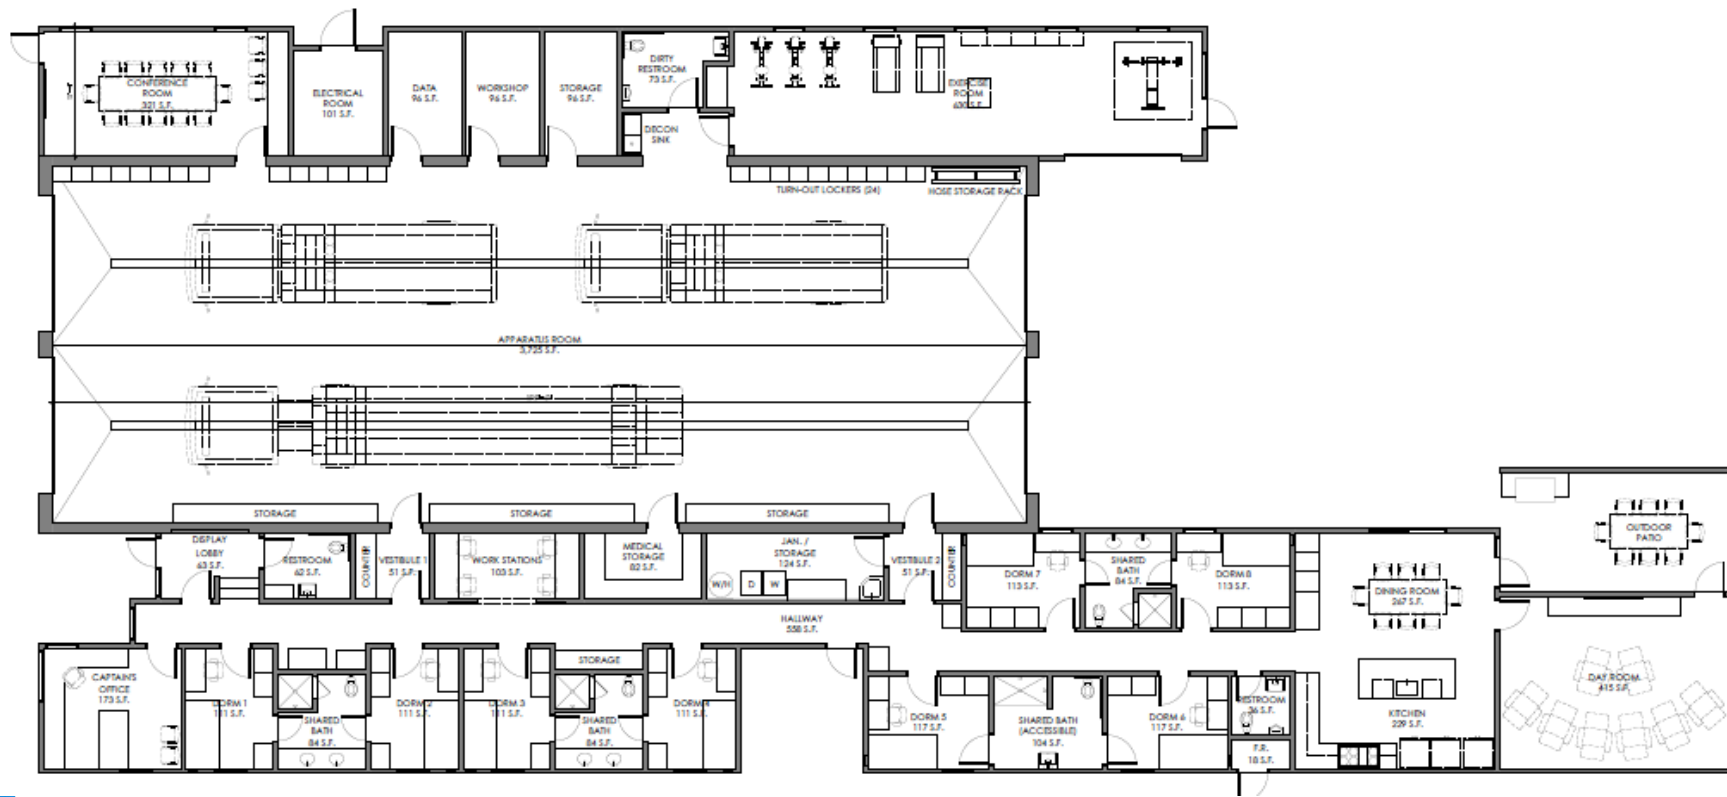 CONFERENCE
ROOM
321 S.F.
ELECTRICAL
ROOM
101 S.F.
DATA
96 S.F.
WORKSHOP
96 S.F.
STORAGE
96 S.F.
DIRTY
RESTROOM
73 S.F.
DECON
SINK
EXERCISE
ROOM
TURN-OUT LOCKERS (24)
HOSE STORAGE RACK
APPARATUS ROOM
3,725 S.F.
STORAGE
STORAGE
STORAGE
DISPLAY
LOBBY
63 S.F.
RESTROOM
62 S.F.
COUNTER
VESTIBULE 1
51 S.F.
WORK STATIONS
103 S.F.
MEDICAL
STORAGE
82 S.F.
JAN. /
STORAGE
124 S.F.
W/H
D
W
VESTIBULE 2
51 S.F.
COUNTER
DORM 7
113 S.F.
SHARED
BATH
84 S.F.
DORM 8
113 S.F.
DINING ROOM
267 S.F.
OUTDOOR
PATIO
HALLWAY
558 S.F.
CAPTAIN'S
OFFICE
173 S.F.
DORM 1
111 S.F.
SHARED
BATH
84 S.F.
DORM 2
111 S.F.
DORM 3
111 S.F.
STORAGE
SHARED
BATH
84 S.F.
DORM 4
111 S.F.
DORM 5
117 S.F.
SHARED BATH
(ACCESSIBLE)
104 S.F.
DORM 6
117 S.F.
RESTROOM
36 S.F.
F.R.
18 S.F.
KITCHEN
229 S.F.
DAY ROOM
415 S.F.